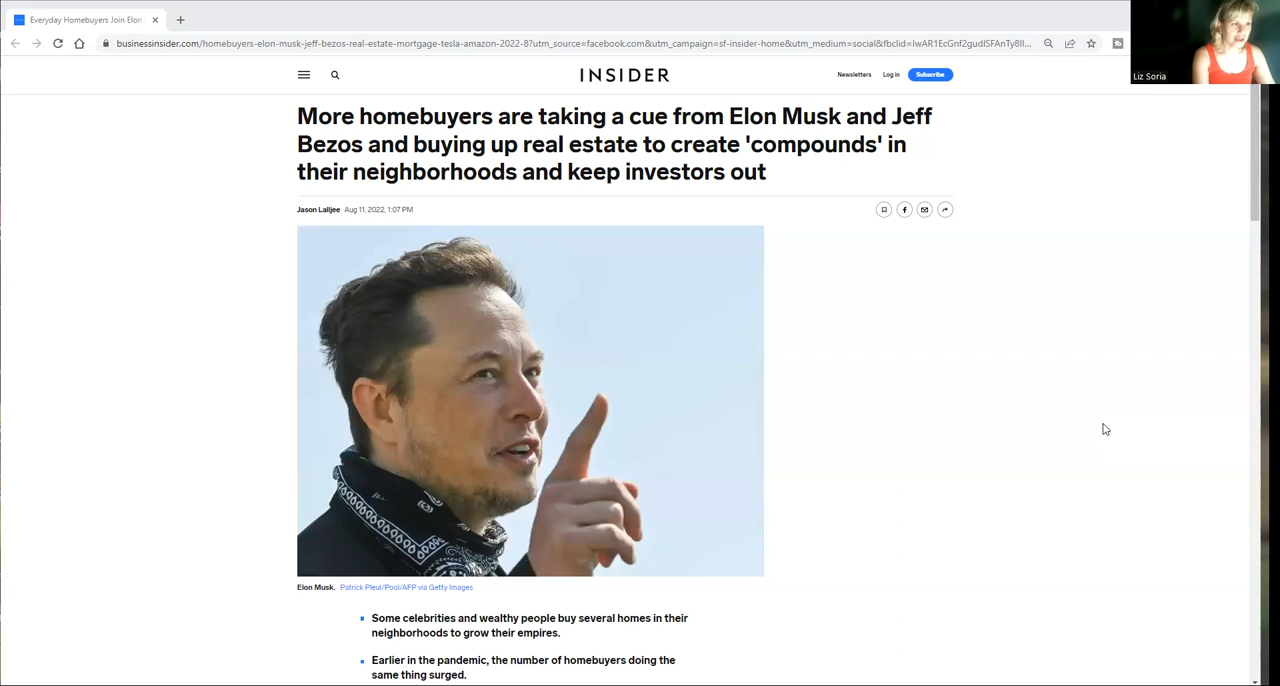 Everyday Homebuyers Join Elon
businessinsider.com/homebuyers-elon-musk-jeff-bezos-real-estate-mortgage-tesla-amazon-2022-8?utm_source=facebook.com&utm_campaign=sf-insider-home&utm_medium=social&fbclid=IwAR1EcGnf2gudlSFAnTy8Il...
Liz Soria
INSIDER
Newsletters Log in Subscribe
More homebuyers are taking a cue from Elon Musk and Jeff
Bezos and buying up real estate to create 'compounds' in
their neighborhoods and keep investors out
Jason Lalljee Aug 11, 2022, 1:07 PM
Elon Musk. Patrick Pleul/Pool/AFP via Getty Images
Some celebrities and wealthy people buy several homes in their
neighborhoods to grow their empires.
Earlier in the pandemic, the number of homebuyers doing the
same thing surged.